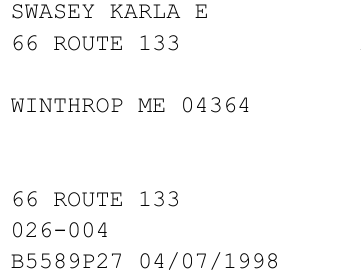 SWASEY KARLA E
66 ROUTE 133
WINTHROP ME 04364
66 ROUTE 133
026-004
B5589P27 04/07/1998